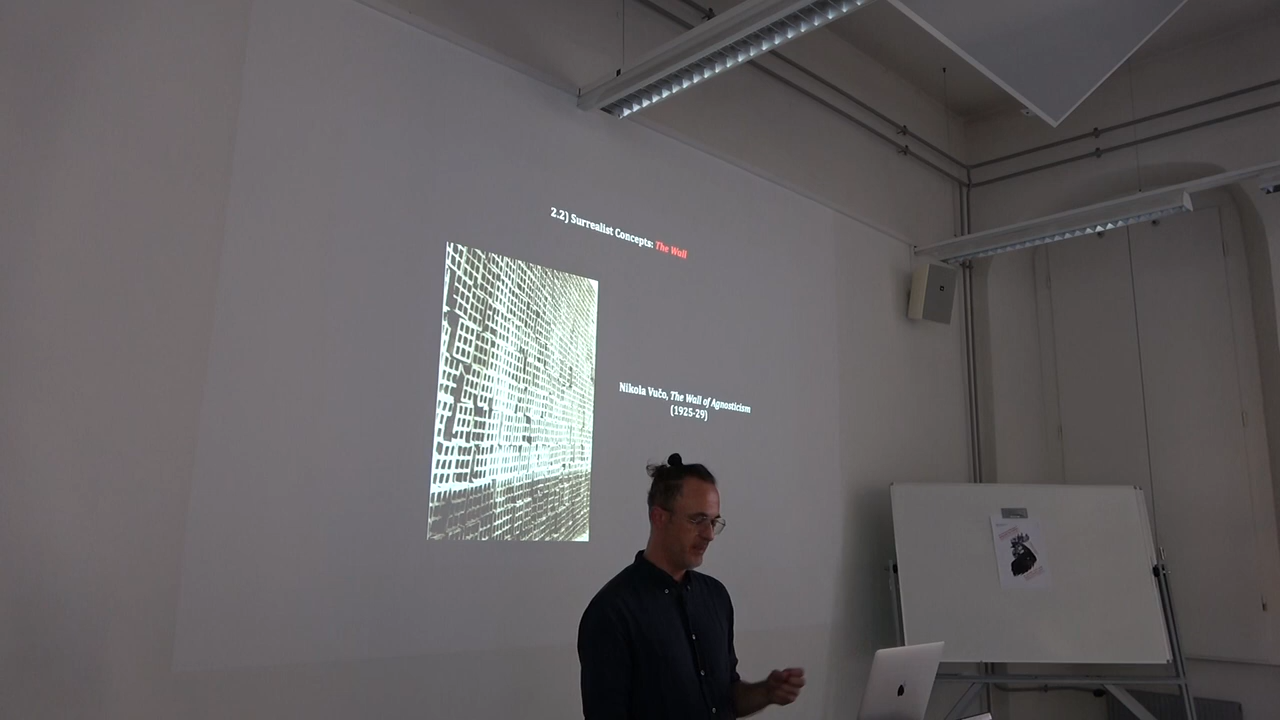 2.2) Surrealist Concepts: The Wall
Nikola Vučo, The Wall of Agnosticism
(1925-29)